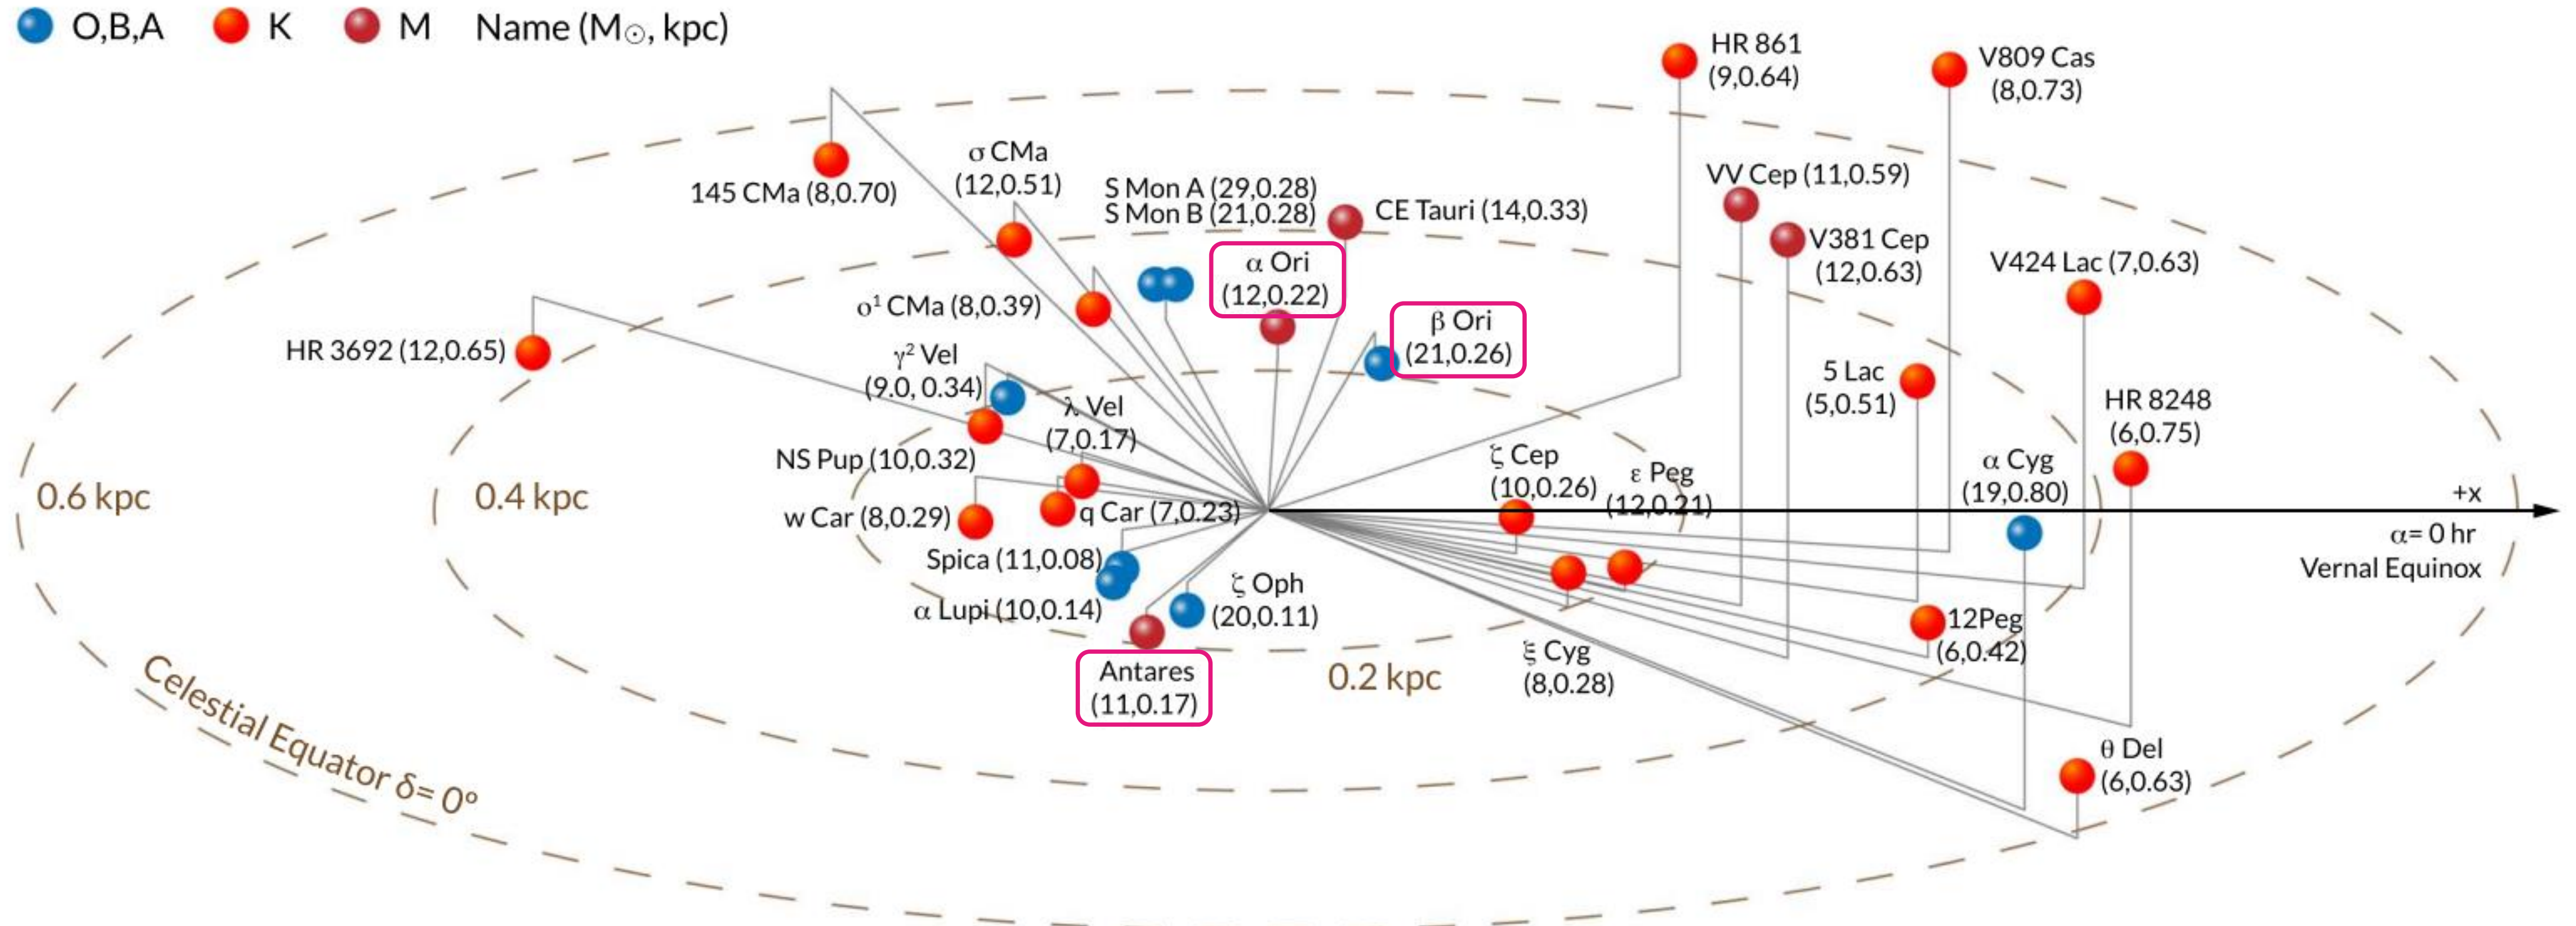 O,B,A K M Name (M☉, kpc)
HR 861
(9,0.64)
V809 Cas
(8,0.73)
145 CMa (8,0.70)
σ CMa
(12,0.51)
S Mon A (29,0.28)
S Mon B (21,0.28)
CE Tauri (14,0.33)
VV Cep (11,0.59)
V381 Cep
(12,0.63)
V424 Lac (7,0.63)
α Ori
(12,0.22)
β Ori
(21,0.26)
ο¹ CMa (8,0.39)
HR 3692 (12,0.65)
γ² Vel
(9.0, 0.34)
λ Vel
(7,0.17)
5 Lac
(5,0.51)
HR 8248
(6,0.75)
NS Pup (10,0.32)
ζ Cep
(10,0.26)
ε Peg
(12,0.21)
α Cyg
(19,0.80)
0.6 kpc
0.4 kpc
w Car (8,0.29)
q Car (7,0.23)
+x
α= 0 hr
Vernal Equinox
Spica (11,0.08)
α Lupi (10,0.14)
ζ Oph
(20,0.11)
12Peg
(6,0.42)
Antares
(11,0.17)
0.2 kpc
ξ Cyg
(8,0.28)
Celestial Equator δ= 0º
θ Del
(6,0.63)